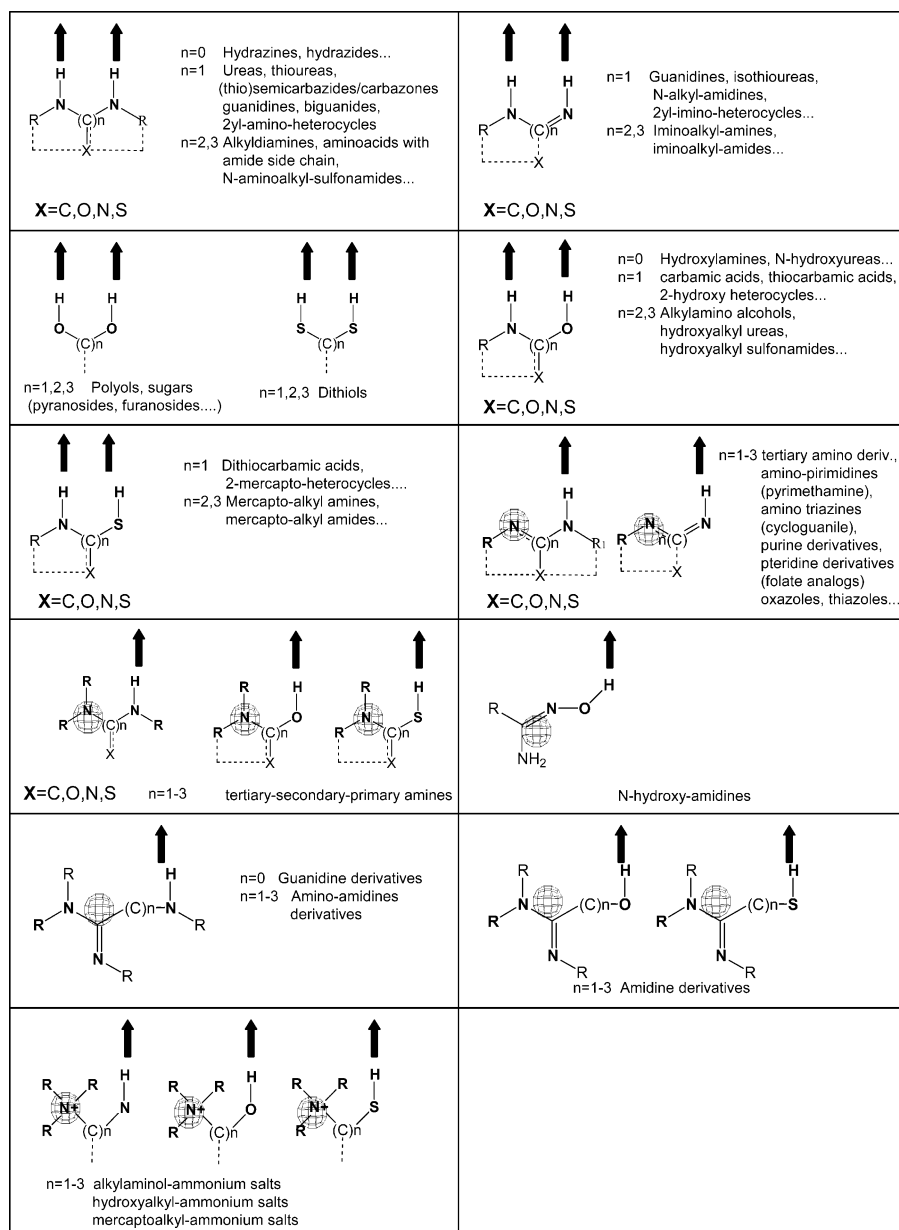 n=0 Hydrazines, hydrazides...
n=1 Ureas, thioureas,
(thio)semicarbazides/carbazones
guanidines, biguanides,
2yl-amino-heterocycles
n=2,3 Alkyldiamines, aminoacids with
amide side chain,
N-aminoalkyl-sulfonamides...
H H
N N
R (C)n R
X
X=C,O,N,S
n=1 Guanidines, isothioureas,
N-alkyl-amidines,
2yl-imino-heterocycles...
n=2,3 Iminoalkyl-amines,
iminoalkyl-amides...
H H
N N
R (C)n
X
X=C,O,N,S
H H
O O
(C)n
n=1,2,3 Polyols, sugars
(pyranosides, furanosides....)
H H
S S
(C)n
n=1,2,3 Dithiols
n=0 Hydroxylamines, N-hydroxyureas...
n=1 carbamic acids, thiocarbamic acids,
2-hydroxy heterocycles...
n=2,3 Alkylamino alcohols,
hydroxyalkyl ureas,
hydroxyalkyl sulfonamides...
H H
N O
R (C)n
X
X=C,O,N,S
n=1 Dithiocarbamic acids,
2-mercapto-heterocycles....
n=2,3 Mercapto-alkyl amines,
mercapto-alkyl amides...
H H
N S
R (C)n
X
X=C,O,N,S
n=1-3 tertiary amino deriv.,
amino-pirimidines
(pyrimethamine),
amino triazines
(cycloguanile),
purine derivatives,
pteridine derivatives
(folate analogs)
oxazoles, thiazoles...
H
N N
R (C)n R1
X
H
N N
R n(C)
X
X=C,O,N,S
H
R
N N
R (C)n R
X
H
R
N O
R (C)n
X
H
R
N S
R (C)n
X
X=C,O,N,S n=1-3 tertiary-secondary-primary amines
H
R N O
NH2
N-hydroxy-amidines
H
R
N (C)n-N
R R
N
R
n=0 Guanidine derivatives
n=1-3 Amino-amidines
derivatives
H
R
N (C)n-O
R
N
R
H
R
N (C)n-S
R
N
R
n=1-3 Amidine derivatives
H
R R
N+ N
R (C)n
H
R R
N+ O
R (C)n
H
R R
N+ S
R (C)n
n=1-3 alkylaminol-ammonium salts
hydroxyalkyl-ammonium salts
mercaptoalkyl-ammonium salts